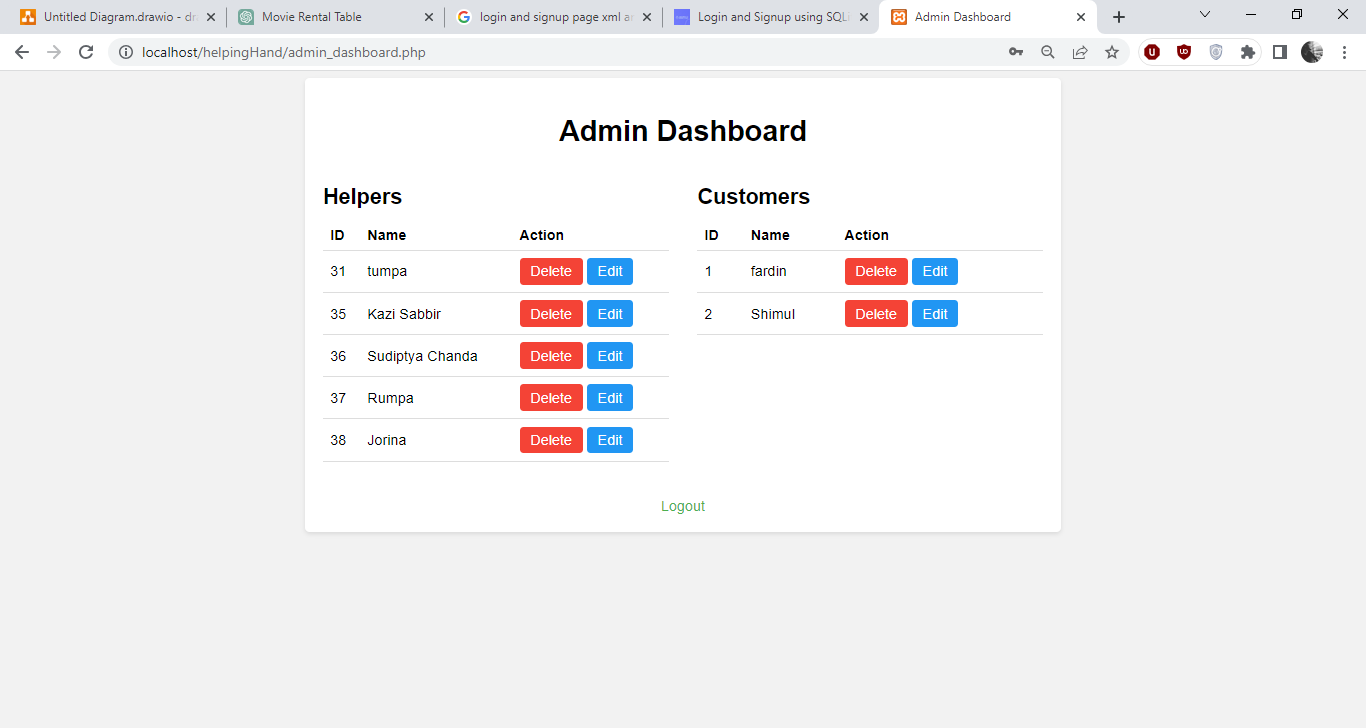 Untitled Diagram.drawio - dr
Movie Rental Table
login and signup page xml an
Login and Signup using SQLi
Admin Dashboard
localhost/helpingHand/admin_dashboard.php
Admin Dashboard
Helpers
ID Name Action
31 tumpa Delete Edit
35 Kazi Sabbir Delete Edit
36 Sudiptya Chanda Delete Edit
37 Rumpa Delete Edit
38 Jorina Delete Edit
Customers
ID Name Action
1 fardin Delete Edit
2 Shimul Delete Edit
Logout